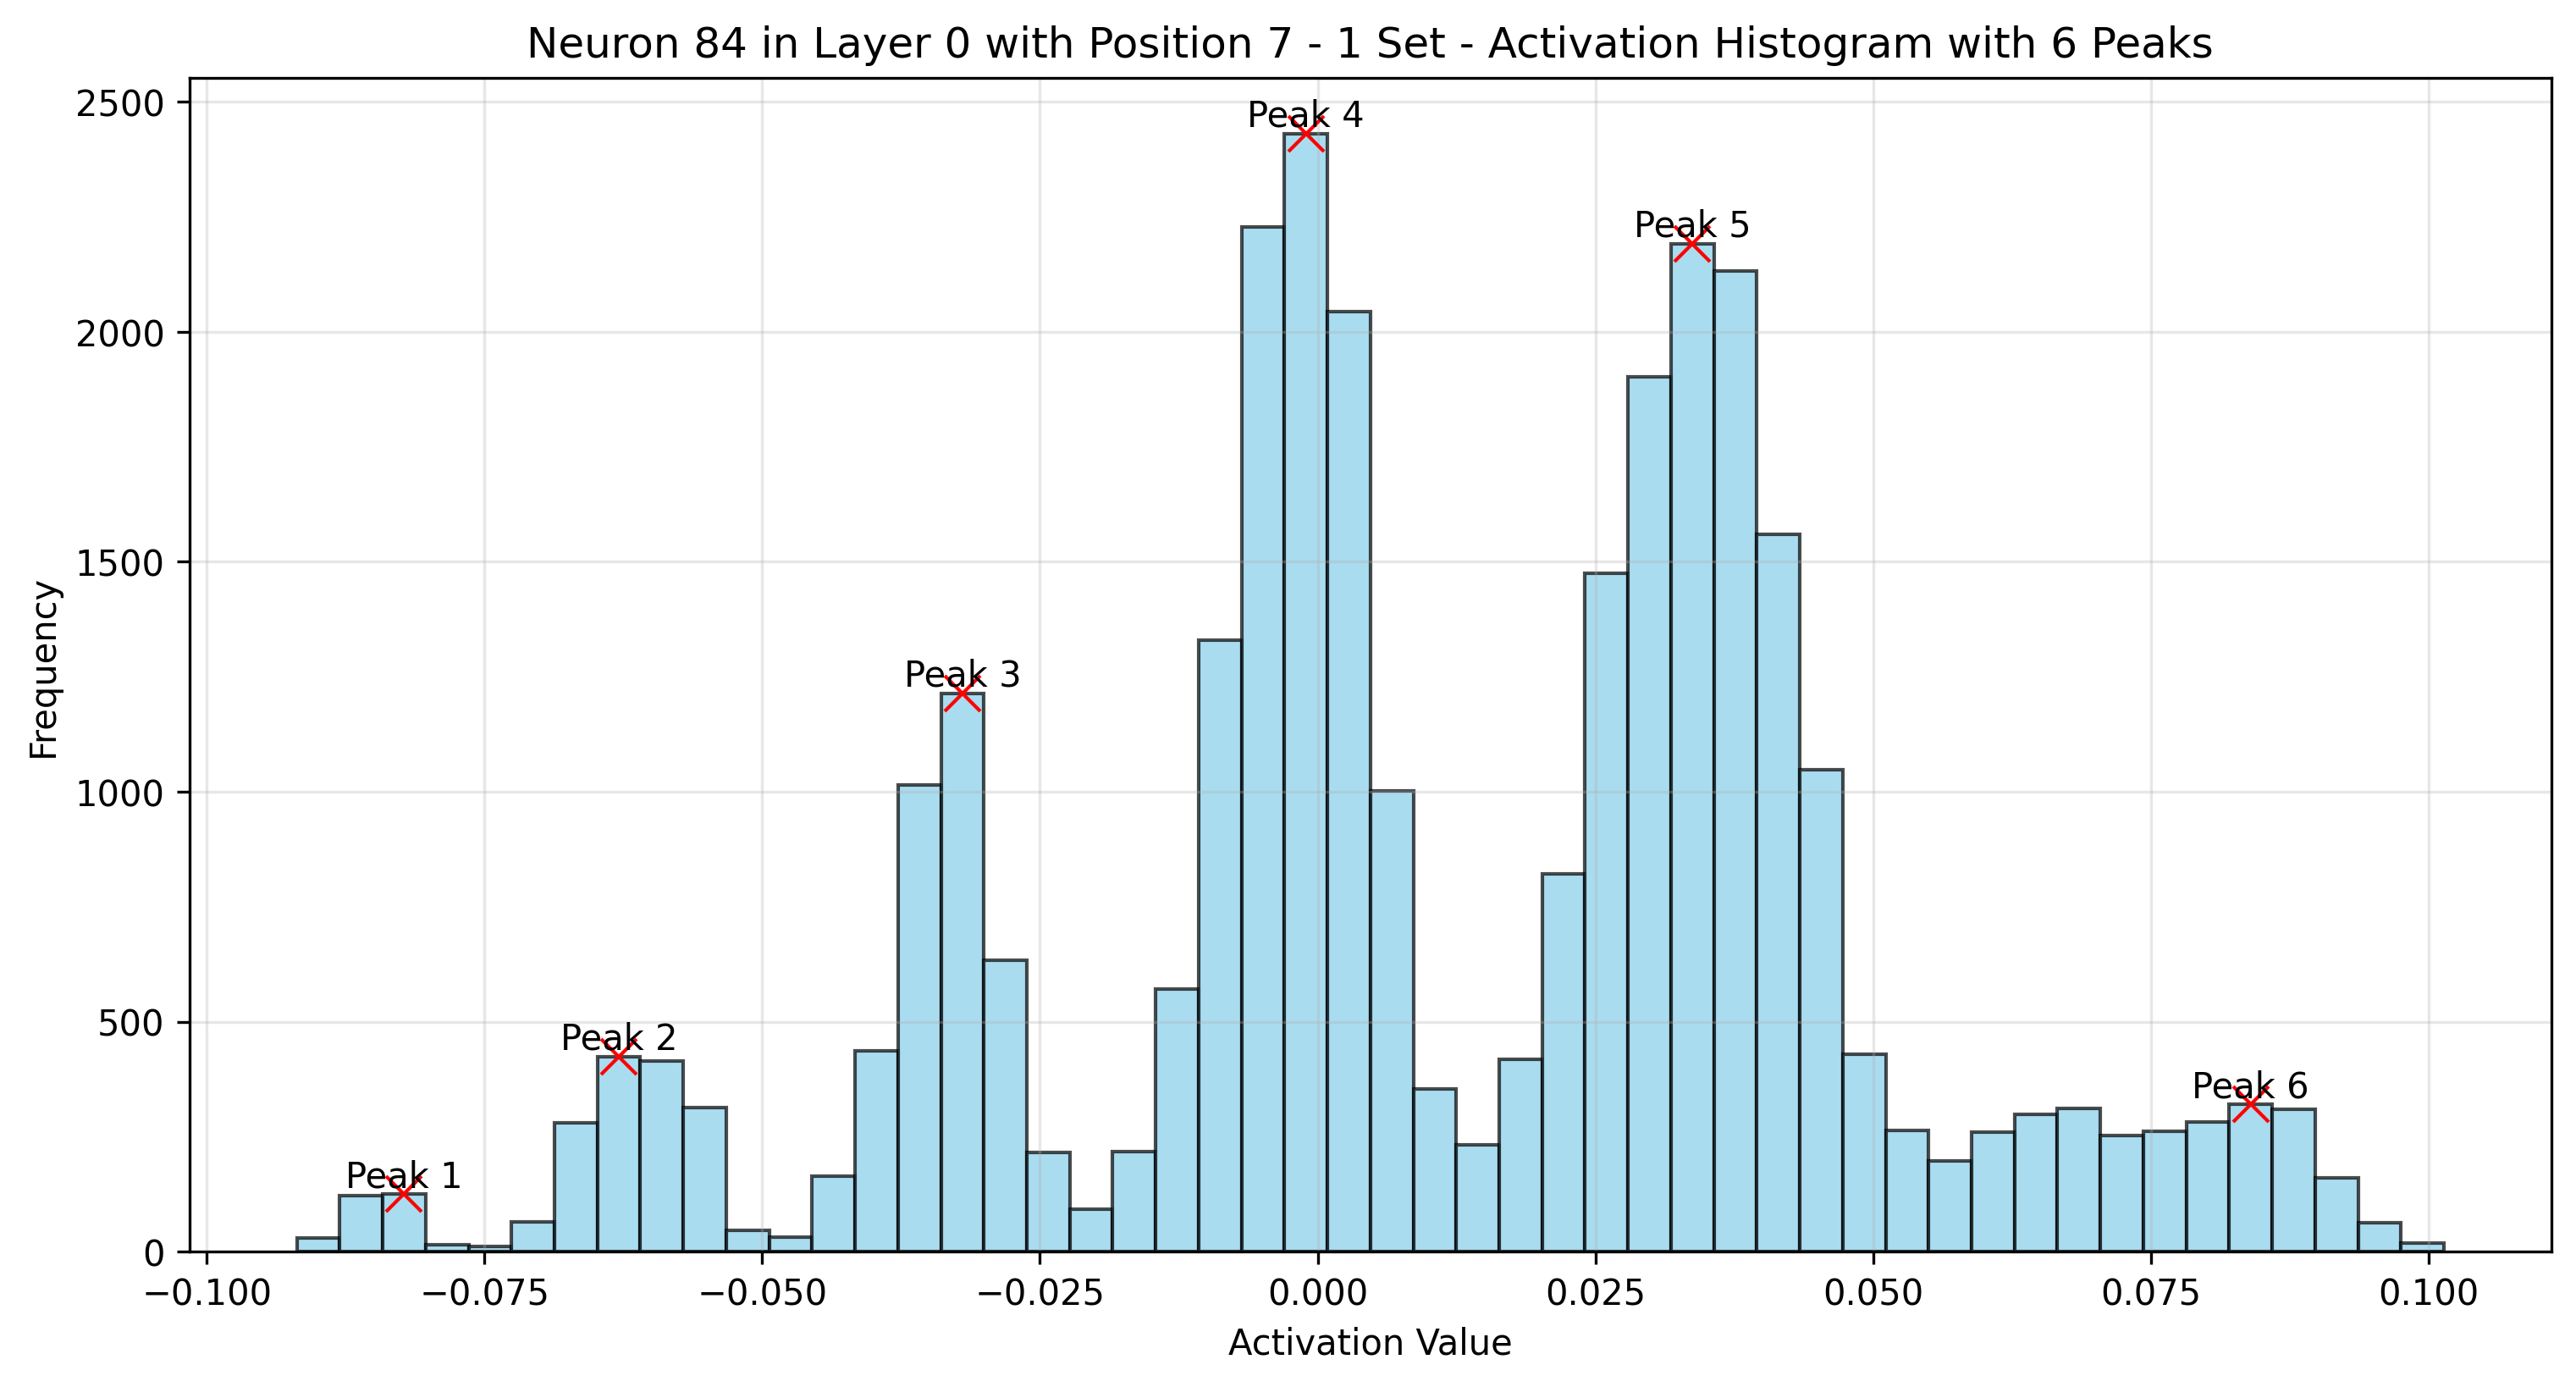 Neuron 84 in Layer 0 with Position 7 - 1 Set - Activation Histogram with 6 Peaks
2500
2000
1500
1000
500
0
Frequency
Peak 1
Peak 2
Peak 3
Peak 4
Peak 5
Peak 6
−0.100
−0.075
−0.050
−0.025
0.000
0.025
0.050
0.075
0.100
Activation Value